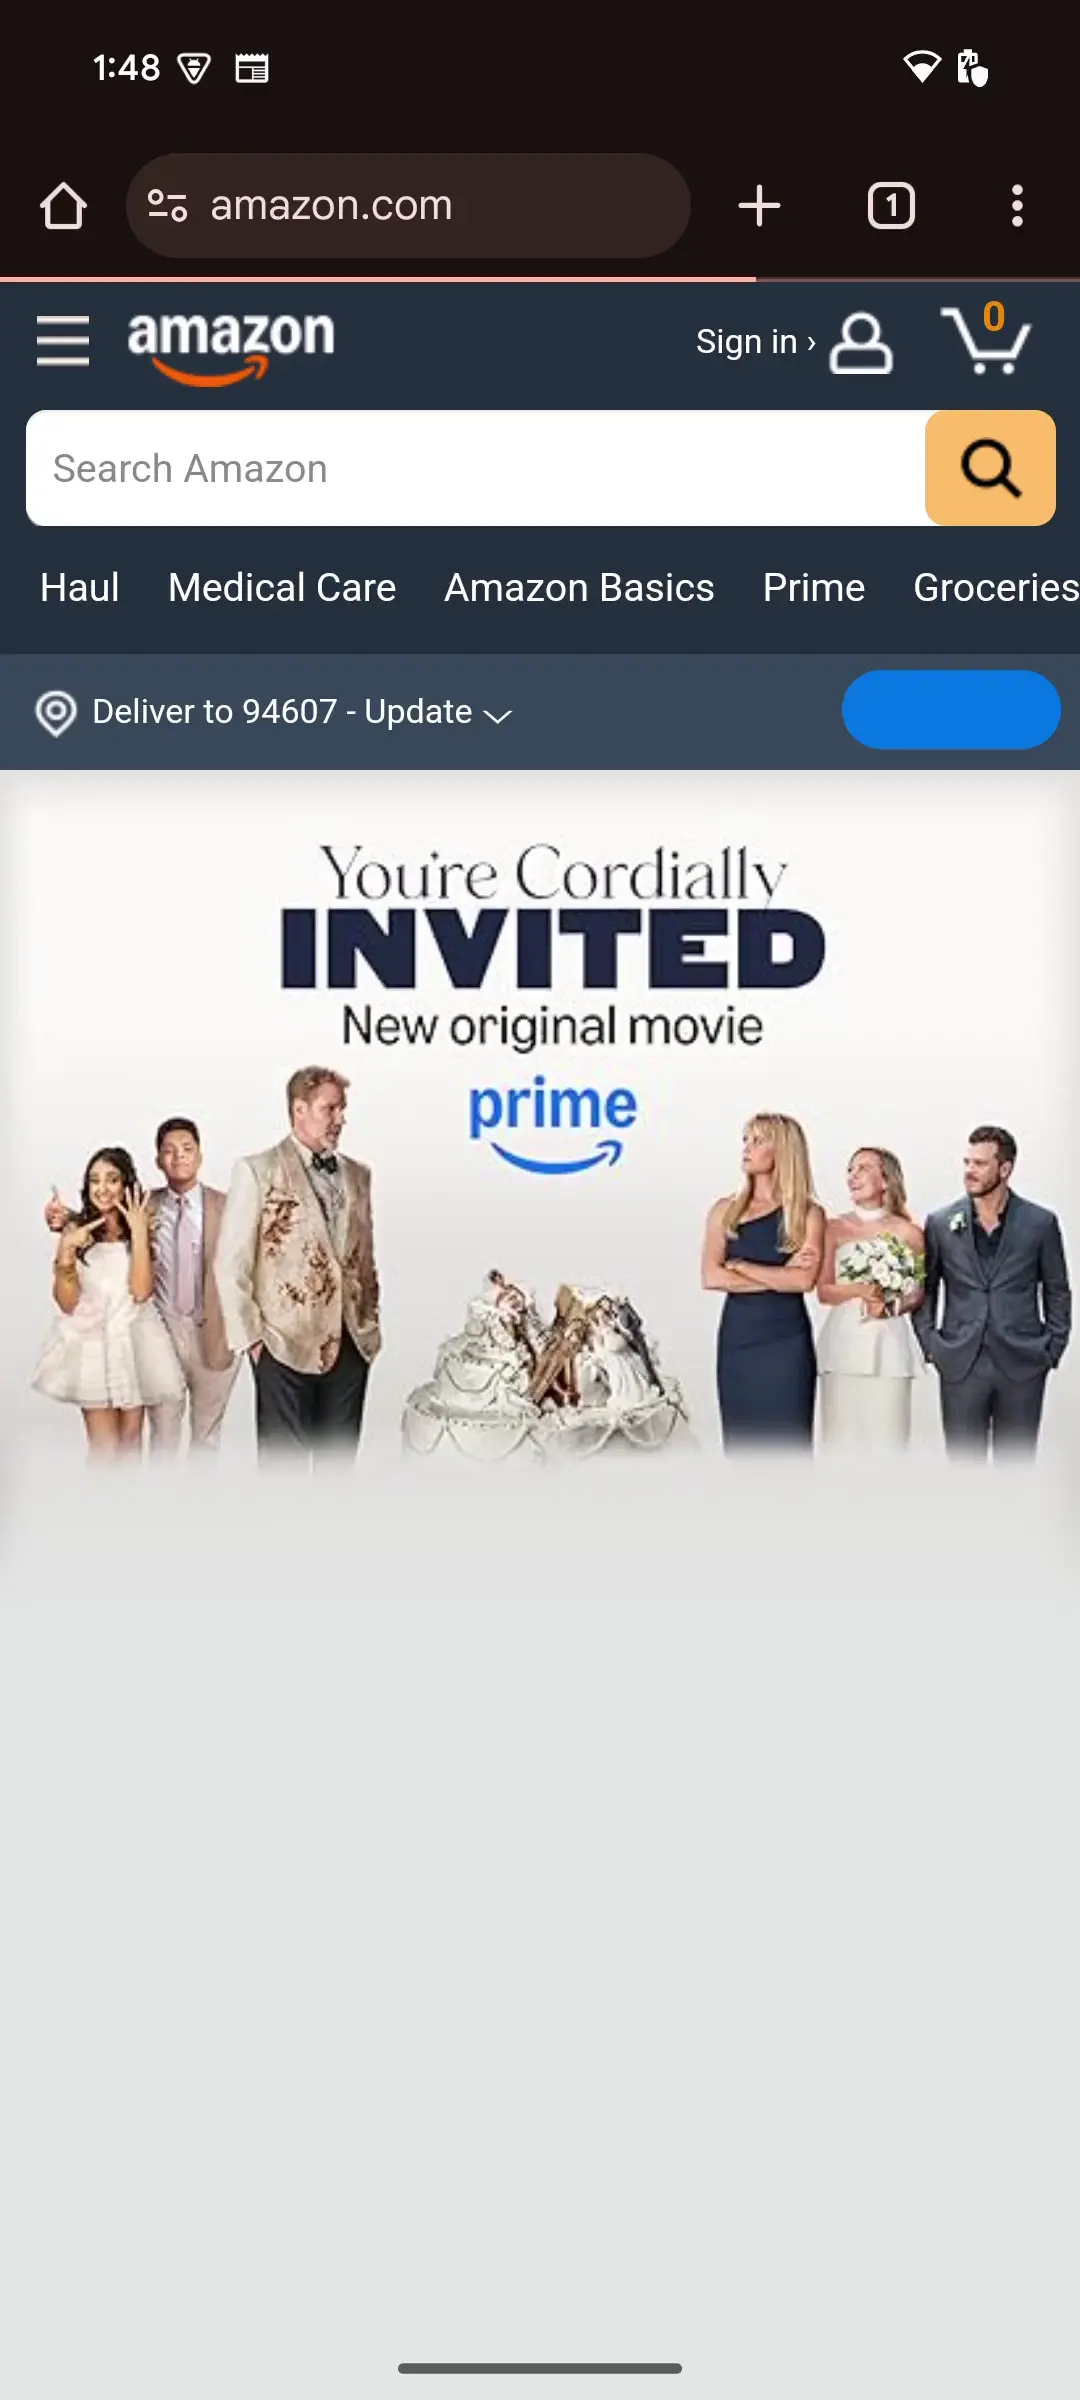 1:48
amazon.com
1
amazon
Sign in ›
0
Search Amazon
Haul Medical Care Amazon Basics Prime Groceries
Deliver to 94607 - Update
You're Cordially
INVITED
New original movie
prime